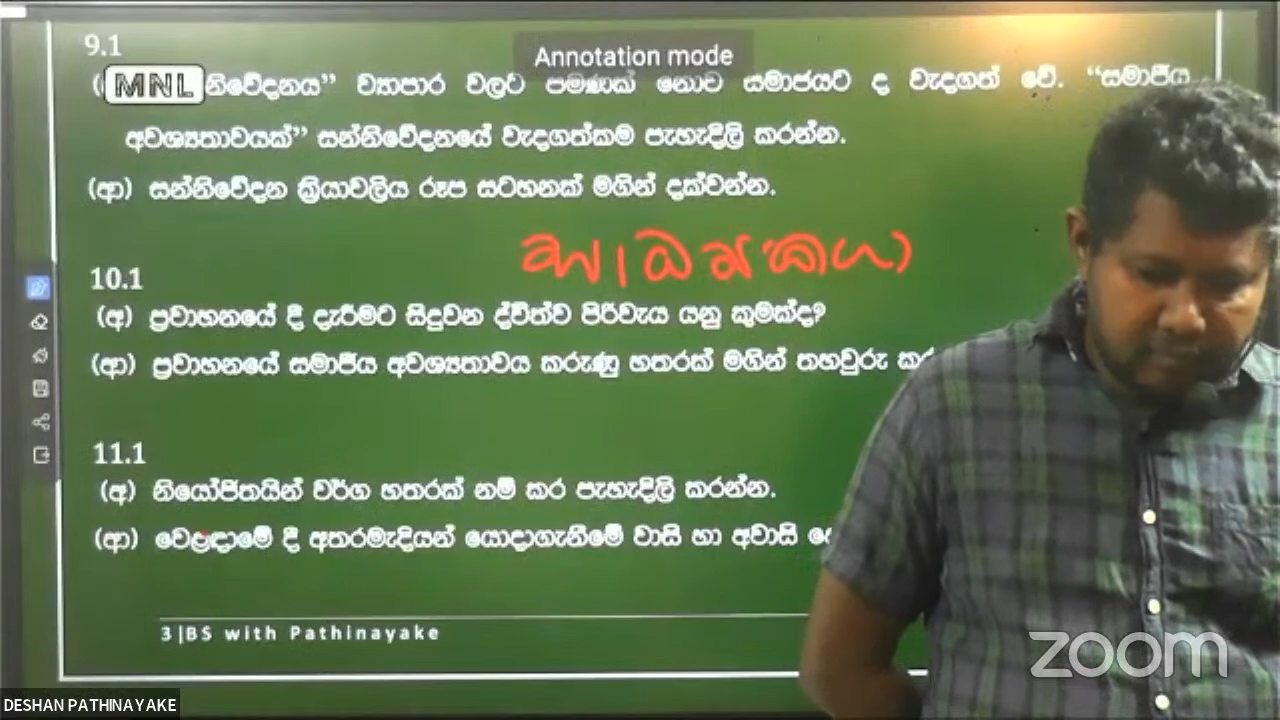 Annotation mode
9.1
MNL නිවේදනය” ව්‍යාපාර වලට පමණක් නොව සමාජයට ද වැදගත් වේ. “සමාජීය
අවශ්‍යතාවයක්” සන්නිවේදනයේ වැදගත්කම පැහැදිලි කරන්න.
(ආ) සන්නිවේදන ක්‍රියාවලිය රූප සටහනක් මගින් දක්වන්න.
10.1
(අ) ප්‍රවාහනයේ දී දැරීමට සිදුවන ද්විත්ව පිරිවැය යනු කුමක්ද?
(ආ) ප්‍රවාහනයේ සමාජීය අවශ්‍යතාවය කරුණු හතරක් මගින් තහවුරු කර
11.1
(අ) නියෝජිතයින් වර්ග හතරක් නම් කර පැහැදිලි කරන්න.
(ආ) වෙළඳාමේ දී අතරමැදියන් යොදාගැනීමේ වාසි හා අවාසි
3|BS with Pathinayake
zoom
DESHAN PATHINAYAKE